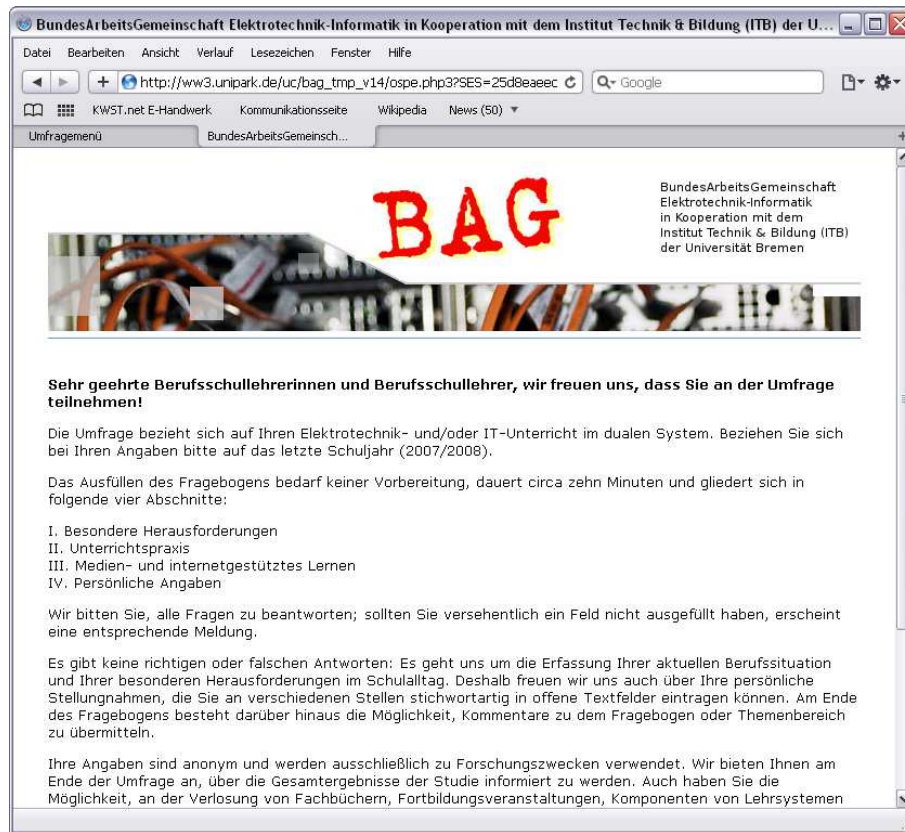 BundesArbeitsGemeinschaft Elektrotechnik-Informatik in Kooperation mit dem Institut Technik & Bildung (ITB) der U...
Datei Bearbeiten Ansicht Verlauf Lesezeichen Fenster Hilfe
http://ww3.unipark.de/uc/bag_tmp_v14/ospe.php3?SES=25d8eaeec Google
KWST.net E-Handwerk Kommunikationsseite Wikipedia News (50)
Umfragemenü BundesArbeitsGemeinsch...
BAG
BundesArbeitsGemeinschaft
Elektrotechnik-Informatik
in Kooperation mit dem
Institut Technik & Bildung (ITB)
der Universität Bremen
Sehr geehrte Berufsschullehrerinnen und Berufsschullehrer, wir freuen uns, dass Sie an der Umfrage
teilnehmen!
Die Umfrage bezieht sich auf Ihren Elektrotechnik- und/oder IT-Unterricht im dualen System. Beziehen Sie sich
bei Ihren Angaben bitte auf das letzte Schuljahr (2007/2008).
Das Ausfüllen des Fragebogens bedarf keiner Vorbereitung, dauert circa zehn Minuten und gliedert sich in
folgende vier Abschnitte:
I. Besondere Herausforderungen
II. Unterrichtspraxis
III. Medien- und internetgestütztes Lernen
IV. Persönliche Angaben
Wir bitten Sie, alle Fragen zu beantworten; sollten Sie versehentlich ein Feld nicht ausgefüllt haben, erscheint
eine entsprechende Meldung.
Es gibt keine richtigen oder falschen Antworten: Es geht uns um die Erfassung Ihrer aktuellen Berufssituation
und Ihrer besonderen Herausforderungen im Schulalltag. Deshalb freuen wir uns auch über Ihre persönliche
Stellungnahmen, die Sie an verschiedenen Stellen stichwortartig in offene Textfelder eintragen können. Am Ende
des Fragebogens besteht darüber hinaus die Möglichkeit, Kommentare zu dem Fragebogen oder Themenbereich
zu übermitteln.
Ihre Angaben sind anonym und werden ausschließlich zu Forschungszwecken verwendet. Wir bieten Ihnen am
Ende der Umfrage an, über die Gesamtergebnisse der Studie informiert zu werden. Auch haben Sie die
Möglichkeit, an der Verlosung von Fachbüchern, Fortbildungsveranstaltungen, Komponenten von Lehrsystemen